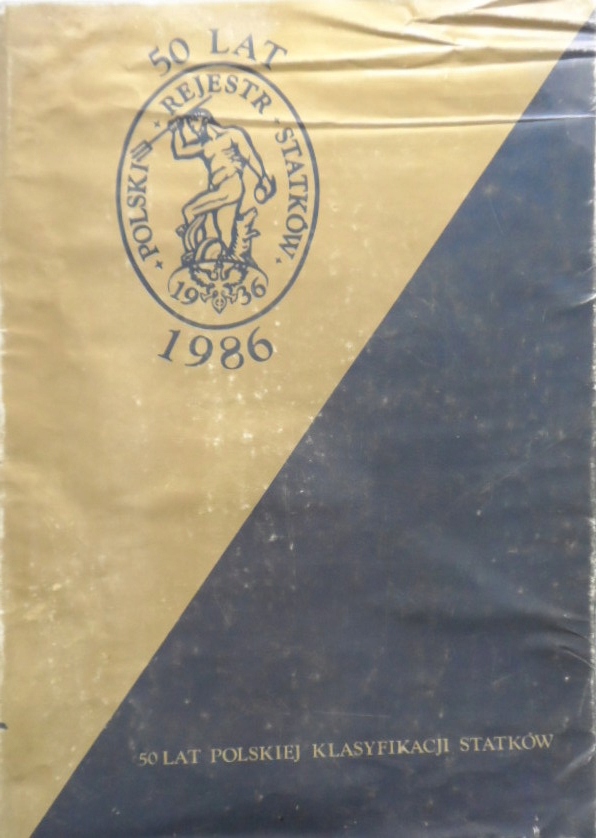 50 LAT
POLSKI · REJESTR · STATKÓW
19 36
1986
50 LAT POLSKIEJ KLASYFIKACJI STATKÓW